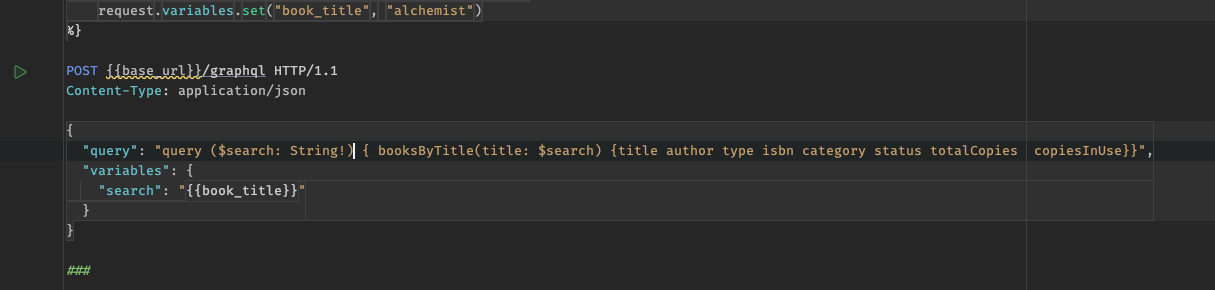 request.variables.set("book_title", "alchemist")
%}
POST {{base_url}}/graphql HTTP/1.1
Content-Type: application/json
{
"query": "query ($search: String!) { booksByTitle(title: $search) {title author type isbn category status totalCopies copiesInUse}}",
"variables": {
"search": "{{book_title}}"
}
}
###